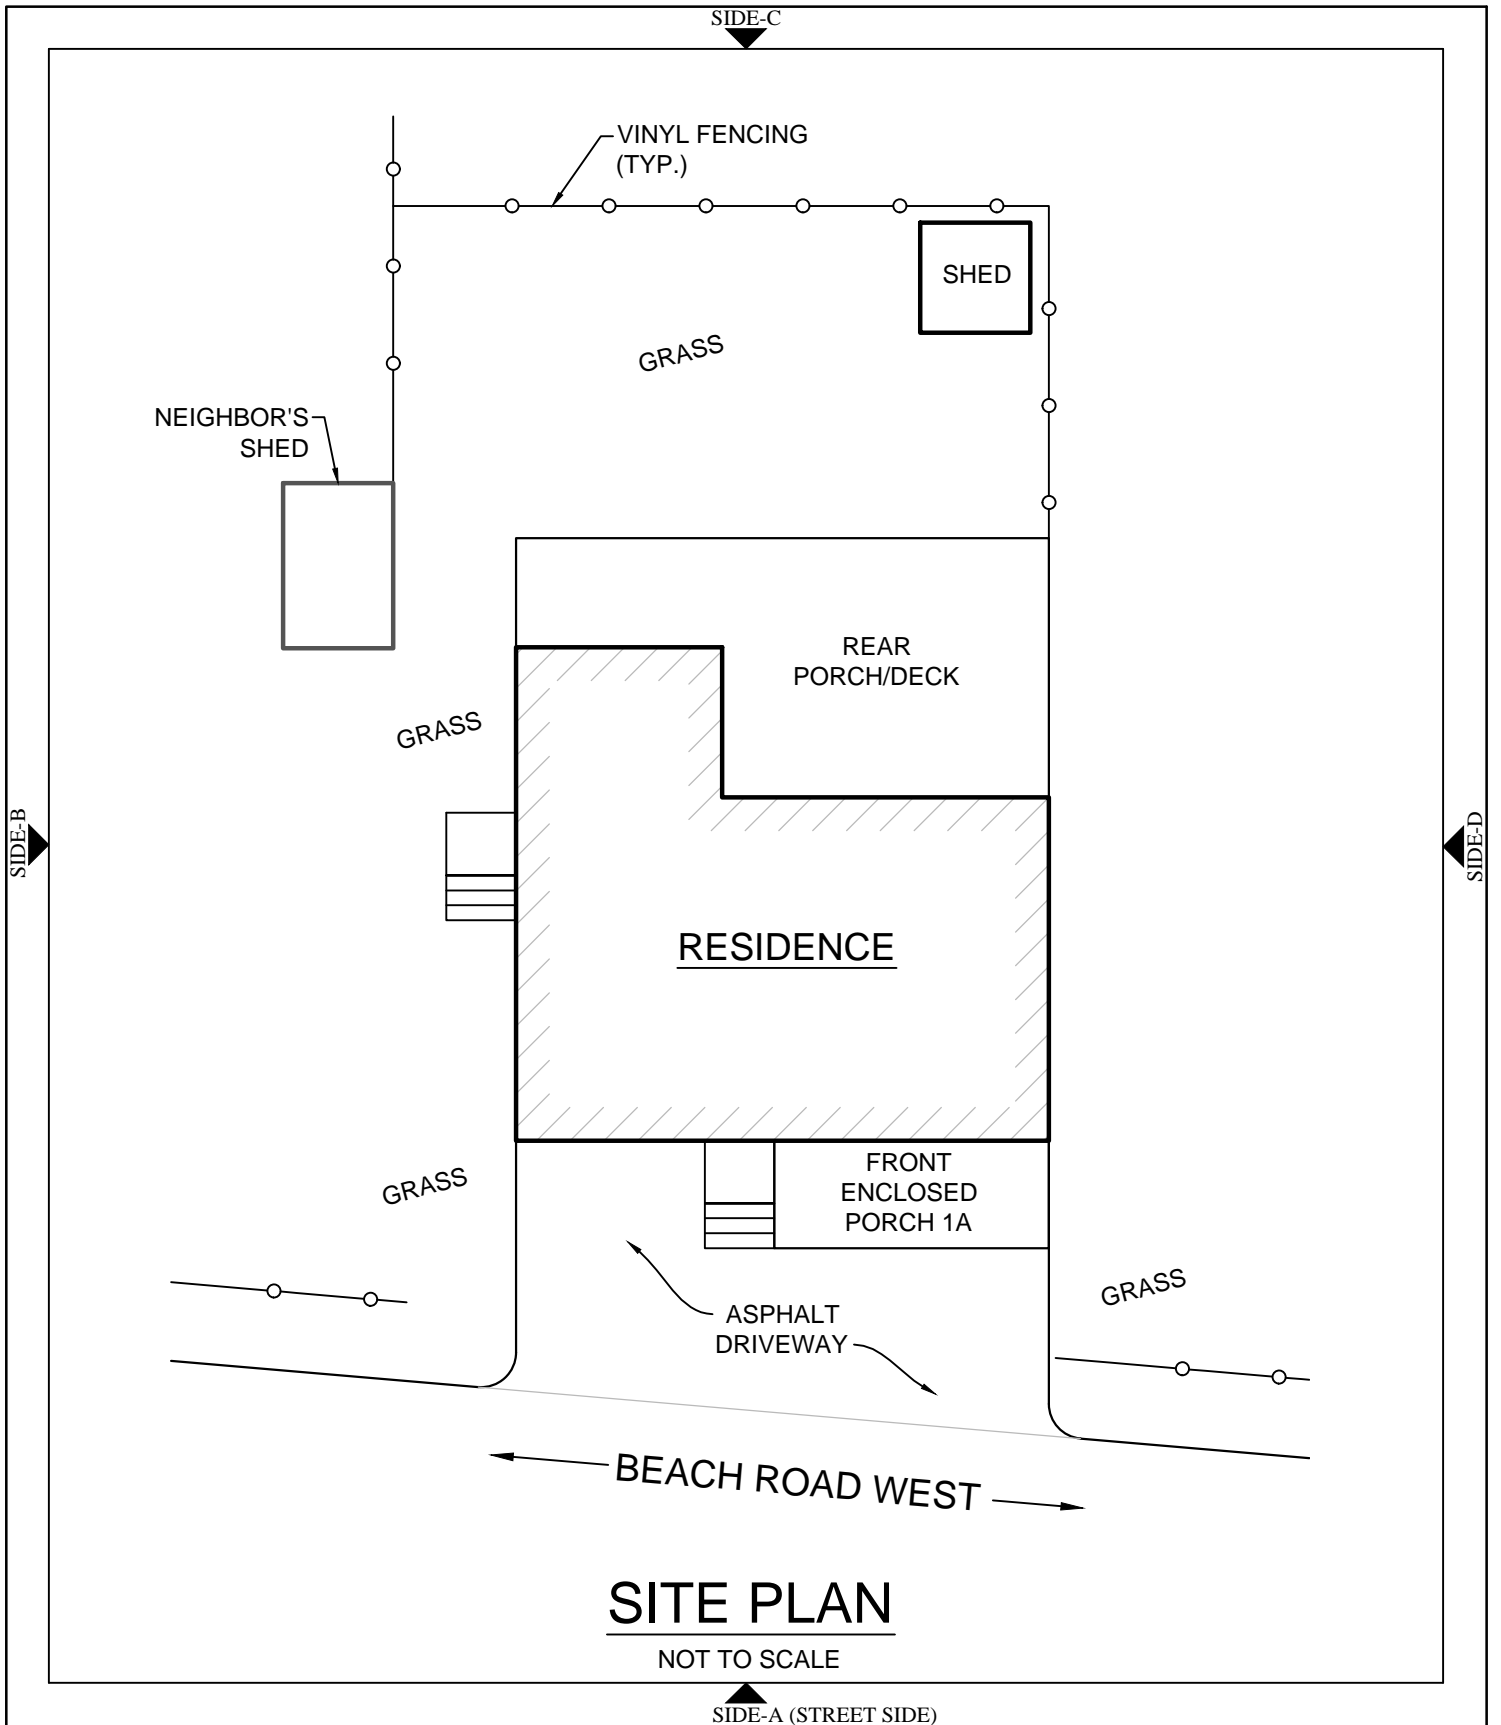 SIDE-C
VINYL FENCING
(TYP.)
SHED
GRASS
NEIGHBOR'S
SHED
REAR
PORCH/DECK
GRASS
SIDE-B
SIDE-D
RESIDENCE
FRONT
ENCLOSED
PORCH 1A
GRASS
GRASS
ASPHALT
DRIVEWAY
BEACH ROAD WEST
SITE PLAN
NOT TO SCALE
SIDE-A (STREET SIDE)